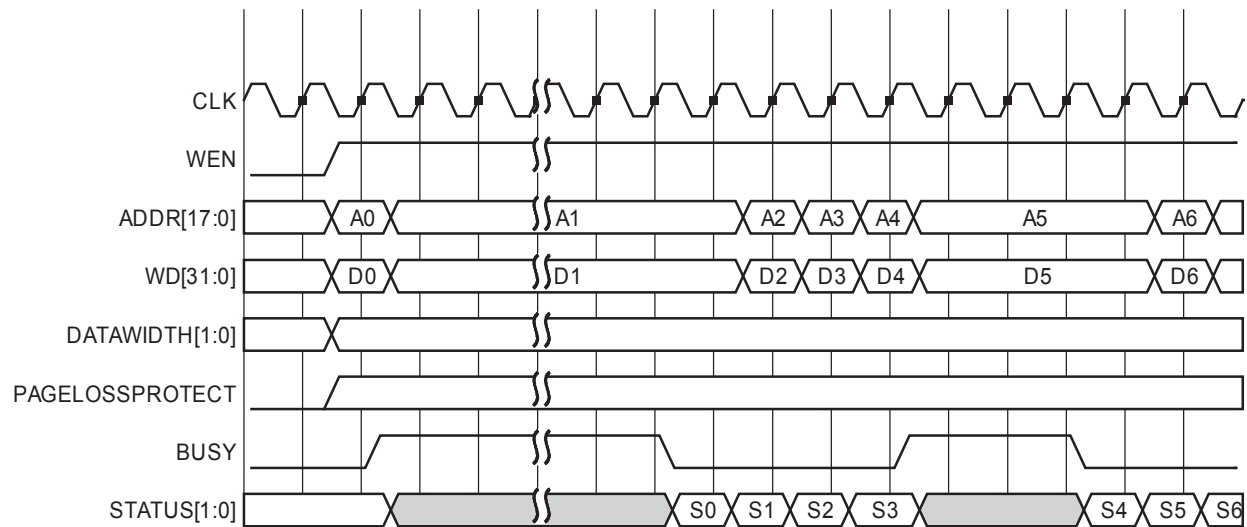 CLK
WEN
ADDR[17:0] A0 A1 A2 A3 A4 A5 A6
WD[31:0] D0 D1 D2 D3 D4 D5 D6
DATAWIDTH[1:0]
PAGELOSSPROTECT
BUSY
STATUS[1:0] S0 S1 S2 S3 S4 S5 S6